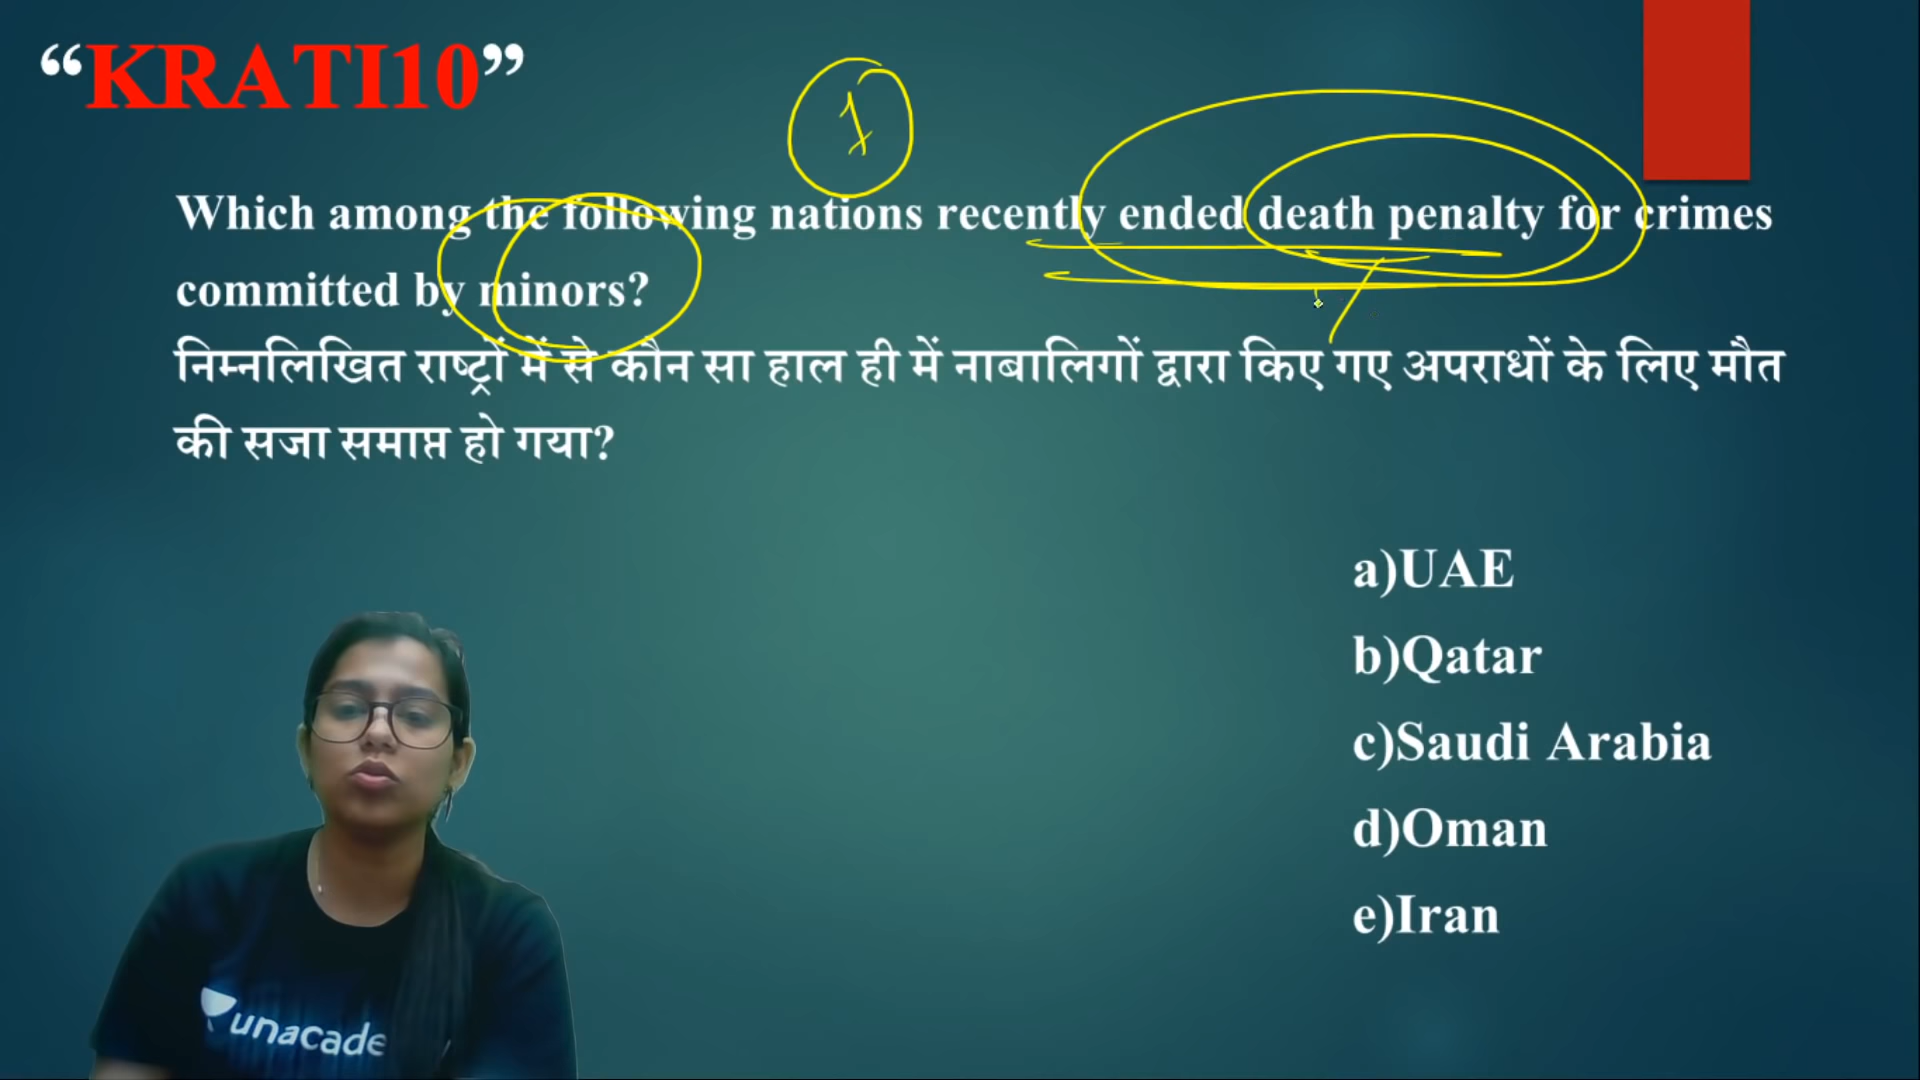 “KRATI10”
1
Which among the following nations recently ended death penalty for crimes
committed by minors?
निम्नलिखित राष्ट्रों में से कौन सा हाल ही में नाबालिगों द्वारा किए गए अपराधों के लिए मौत
की सजा समाप्त हो गया?
a)UAE
b)Qatar
c)Saudi Arabia
d)Oman
e)Iran
unacade